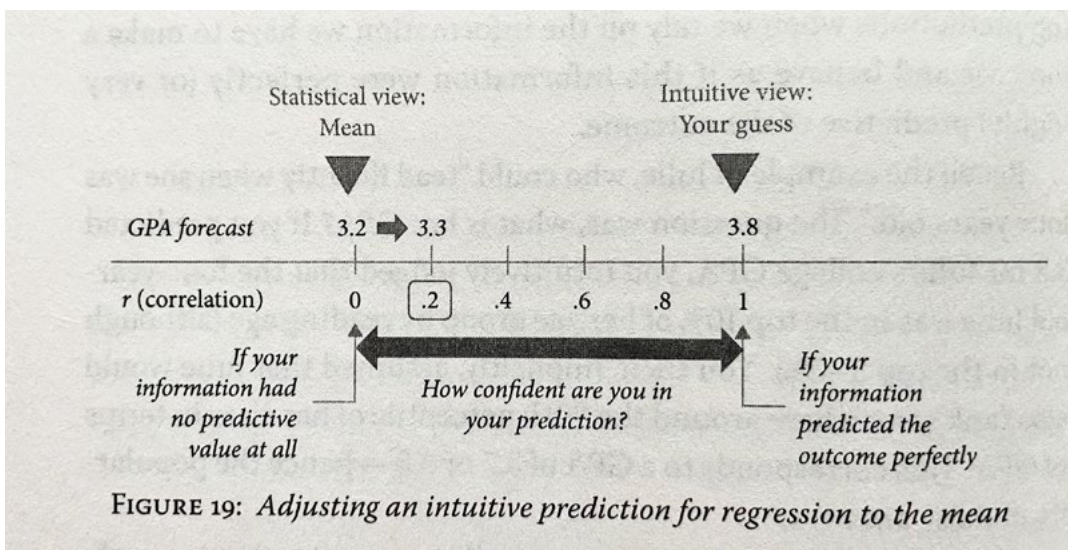 Statistical view:
Mean
Intuitive view:
Your guess
GPA forecast 3.2 3.3 3.8
r (correlation) 0 .2 .4 .6 .8 1
If your
information had
no predictive
value at all
How confident are you in
your prediction?
If your
information
predicted the
outcome perfectly
FIGURE 19: Adjusting an intuitive prediction for regression to the mean